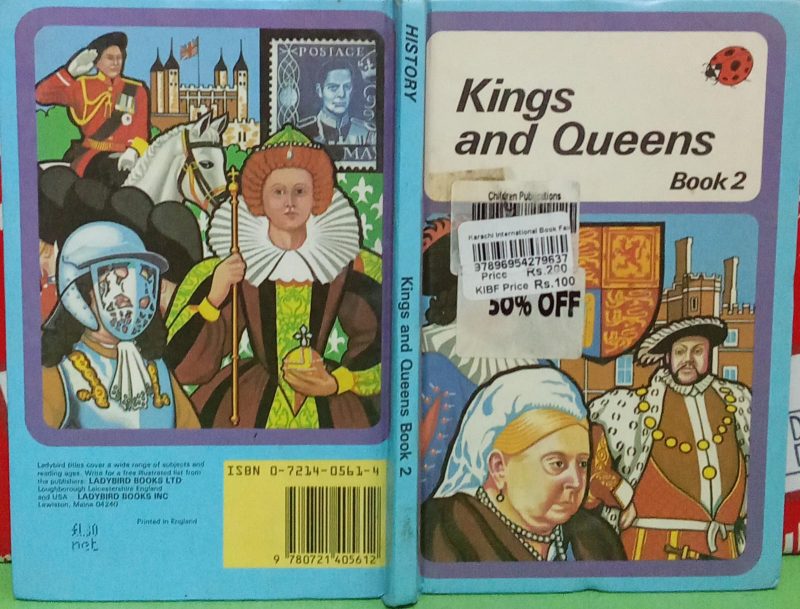 POSTAGE
Ladybird titles cover a wide range of subjects and
reading ages. Write for a free illustrated list from
the publishers: LADYBIRD BOOKS LTD
Loughborough Leicestershire England
and USA LADYBIRD BOOKS INC
Lewiston, Maine 04240
Printed in England
£1.50
net
ISBN 0-7214-0561-4
9 780721 405612
HISTORY
Kings and Queens Book 2
Kings
and Queens
Book 2
Children Publications
Karachi International Book Fair
37896954279637
Price Rs.200
KIBF Price Rs.100
50% OFF